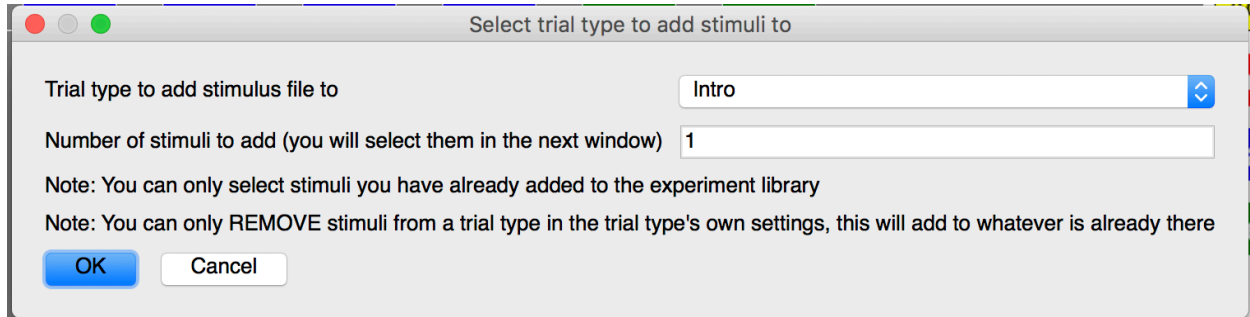 Select trial type to add stimuli to
Trial type to add stimulus file to
Intro
Number of stimuli to add (you will select them in the next window)
1
Note: You can only select stimuli you have already added to the experiment library
Note: You can only REMOVE stimuli from a trial type in the trial type's own settings, this will add to whatever is already there
OK
Cancel